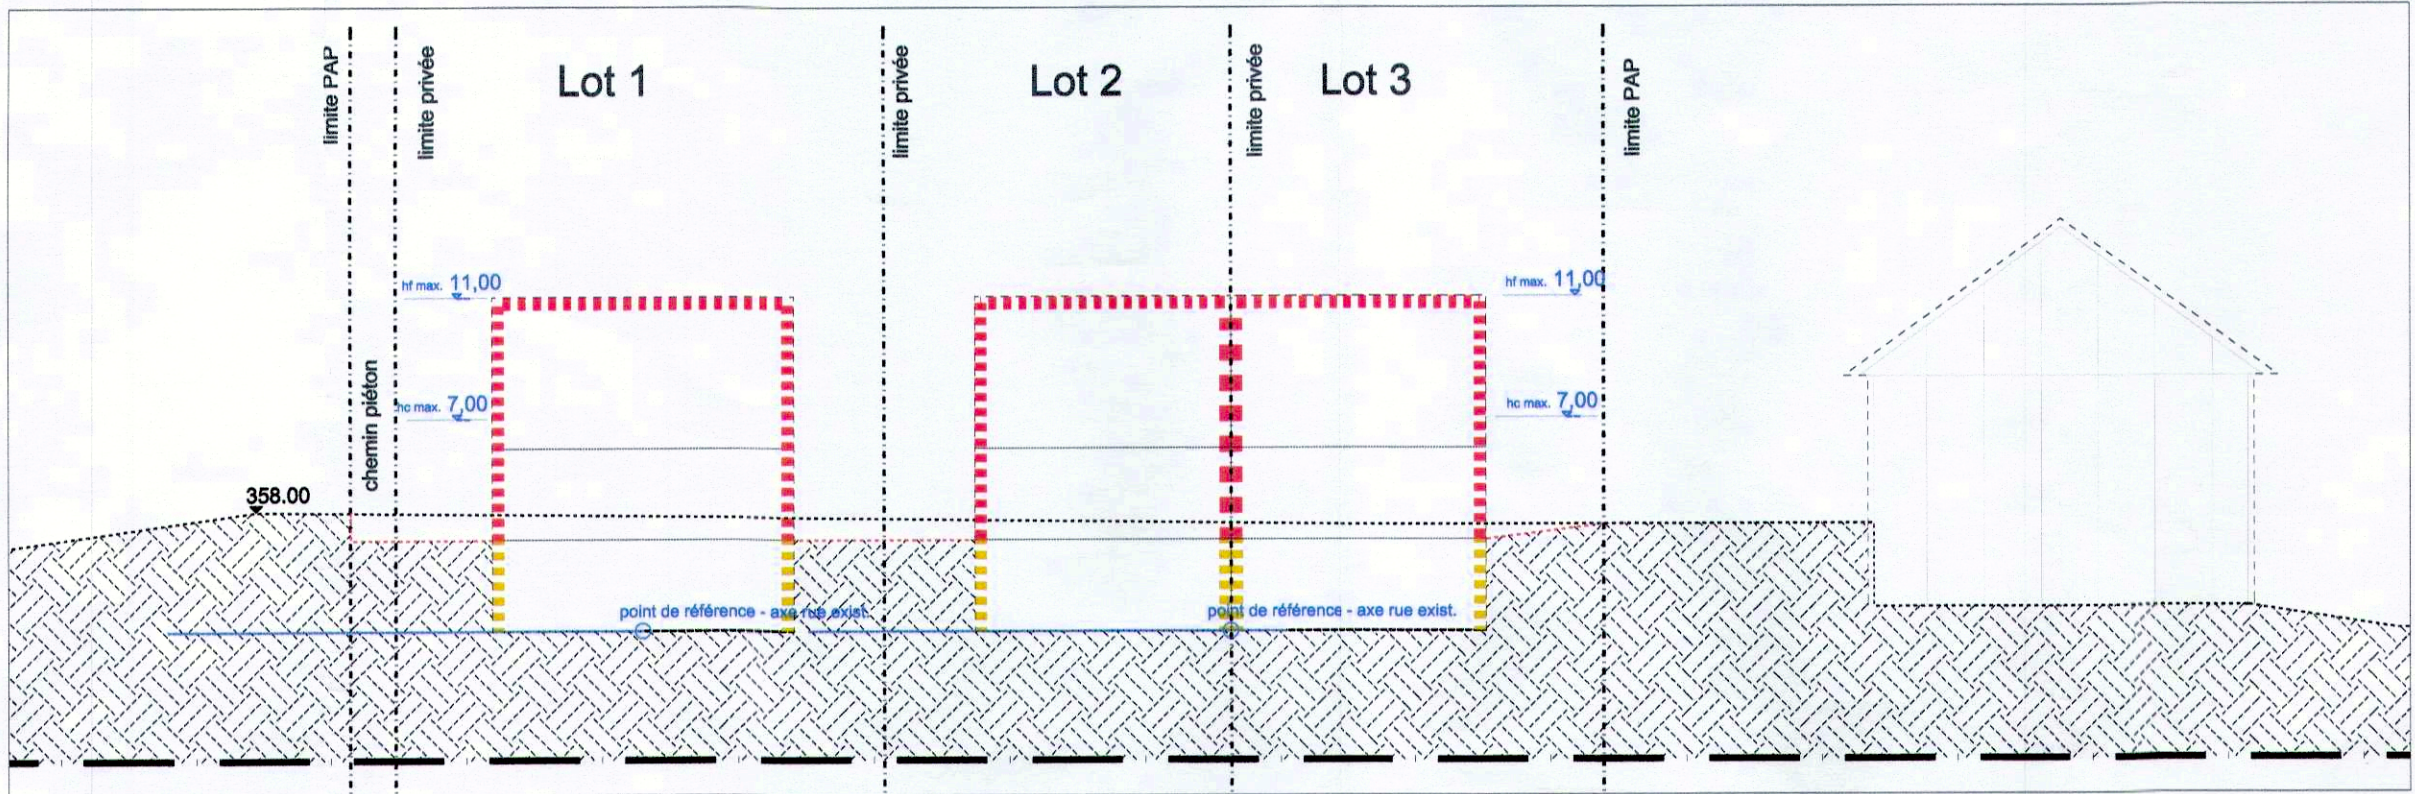 limite PAP
limite privée
Lot 1
limite privée
Lot 2
limite privée
Lot 3
limite PAP
hf max. 11,00
hf max. 11,00
chemin piéton
hc max. 7,00
hc max. 7,00
358.00
point de référence - axe rue exist.
point de référence - axe rue exist.